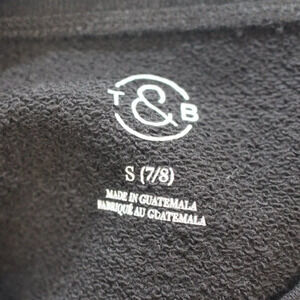 T & B
S (7/8)
MADE IN GUATEMALA
FABRIQUÉ AU GUATEMALA